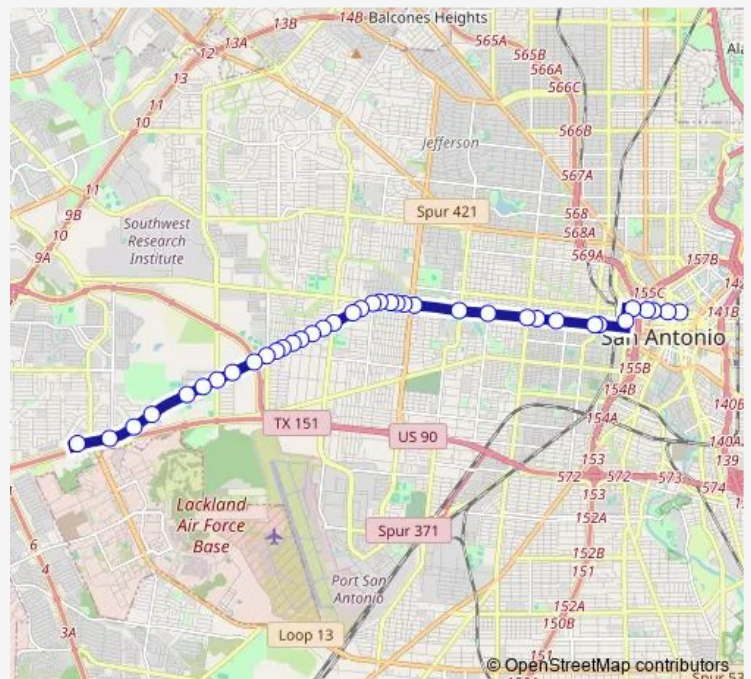 14B
Balcones Heights
13B
13A
12
565A
565B
566A
566C
13
11
10
566B
Jefferson
567A
11
Spur 421
568
568A
9B
10
9A
Southwest
Research
Institute
569A
157B
155C
141B
San Antonio
155B
154B
140B
TX 151
US 90
154A
140A
139
153
572
572
573
574
153
Lackland
Air Force
Base
152A
Spur 371
6
4
152B
151
Port San
Antonio
152A
150B
3A
Loop 13
151
© OpenStreetMap contributors